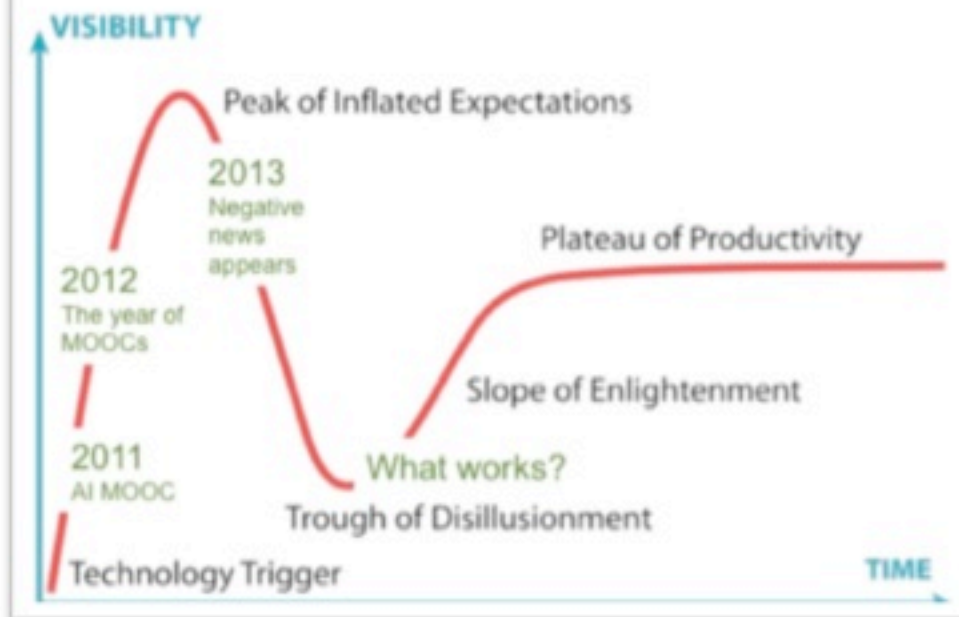 VISIBILITY
Peak of Inflated Expectations
2013
Negative
news
appears
Plateau of Productivity
2012
The year of
MOOCs
Slope of Enlightenment
2011
AI MOOC
What works?
Trough of Disillusionment
Technology Trigger
TIME